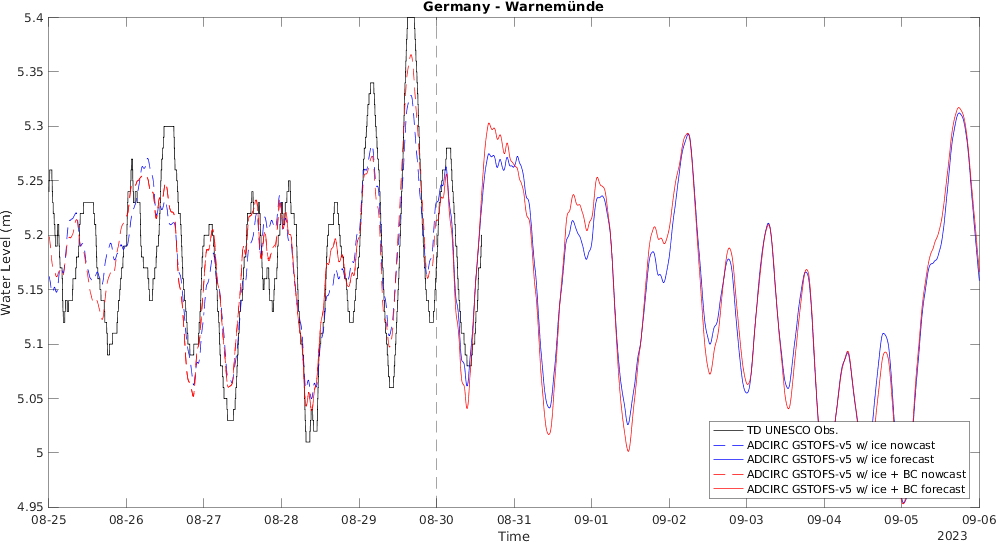 Germany - Warnemünde
5.4
5.35
5.3
5.25
5.2
5.15
5.1
5.05
5
4.95
Water Level (m)
TD UNESCO Obs.
ADCIRC GSTOFS-v5 w/ ice nowcast
ADCIRC GSTOFS-v5 w/ ice forecast
ADCIRC GSTOFS-v5 w/ ice + BC nowcast
ADCIRC GSTOFS-v5 w/ ice + BC forecast
08-25 08-26 08-27 08-28 08-29 08-30 08-31 09-01 09-02 09-03 09-04 09-05 09-06
Time
2023